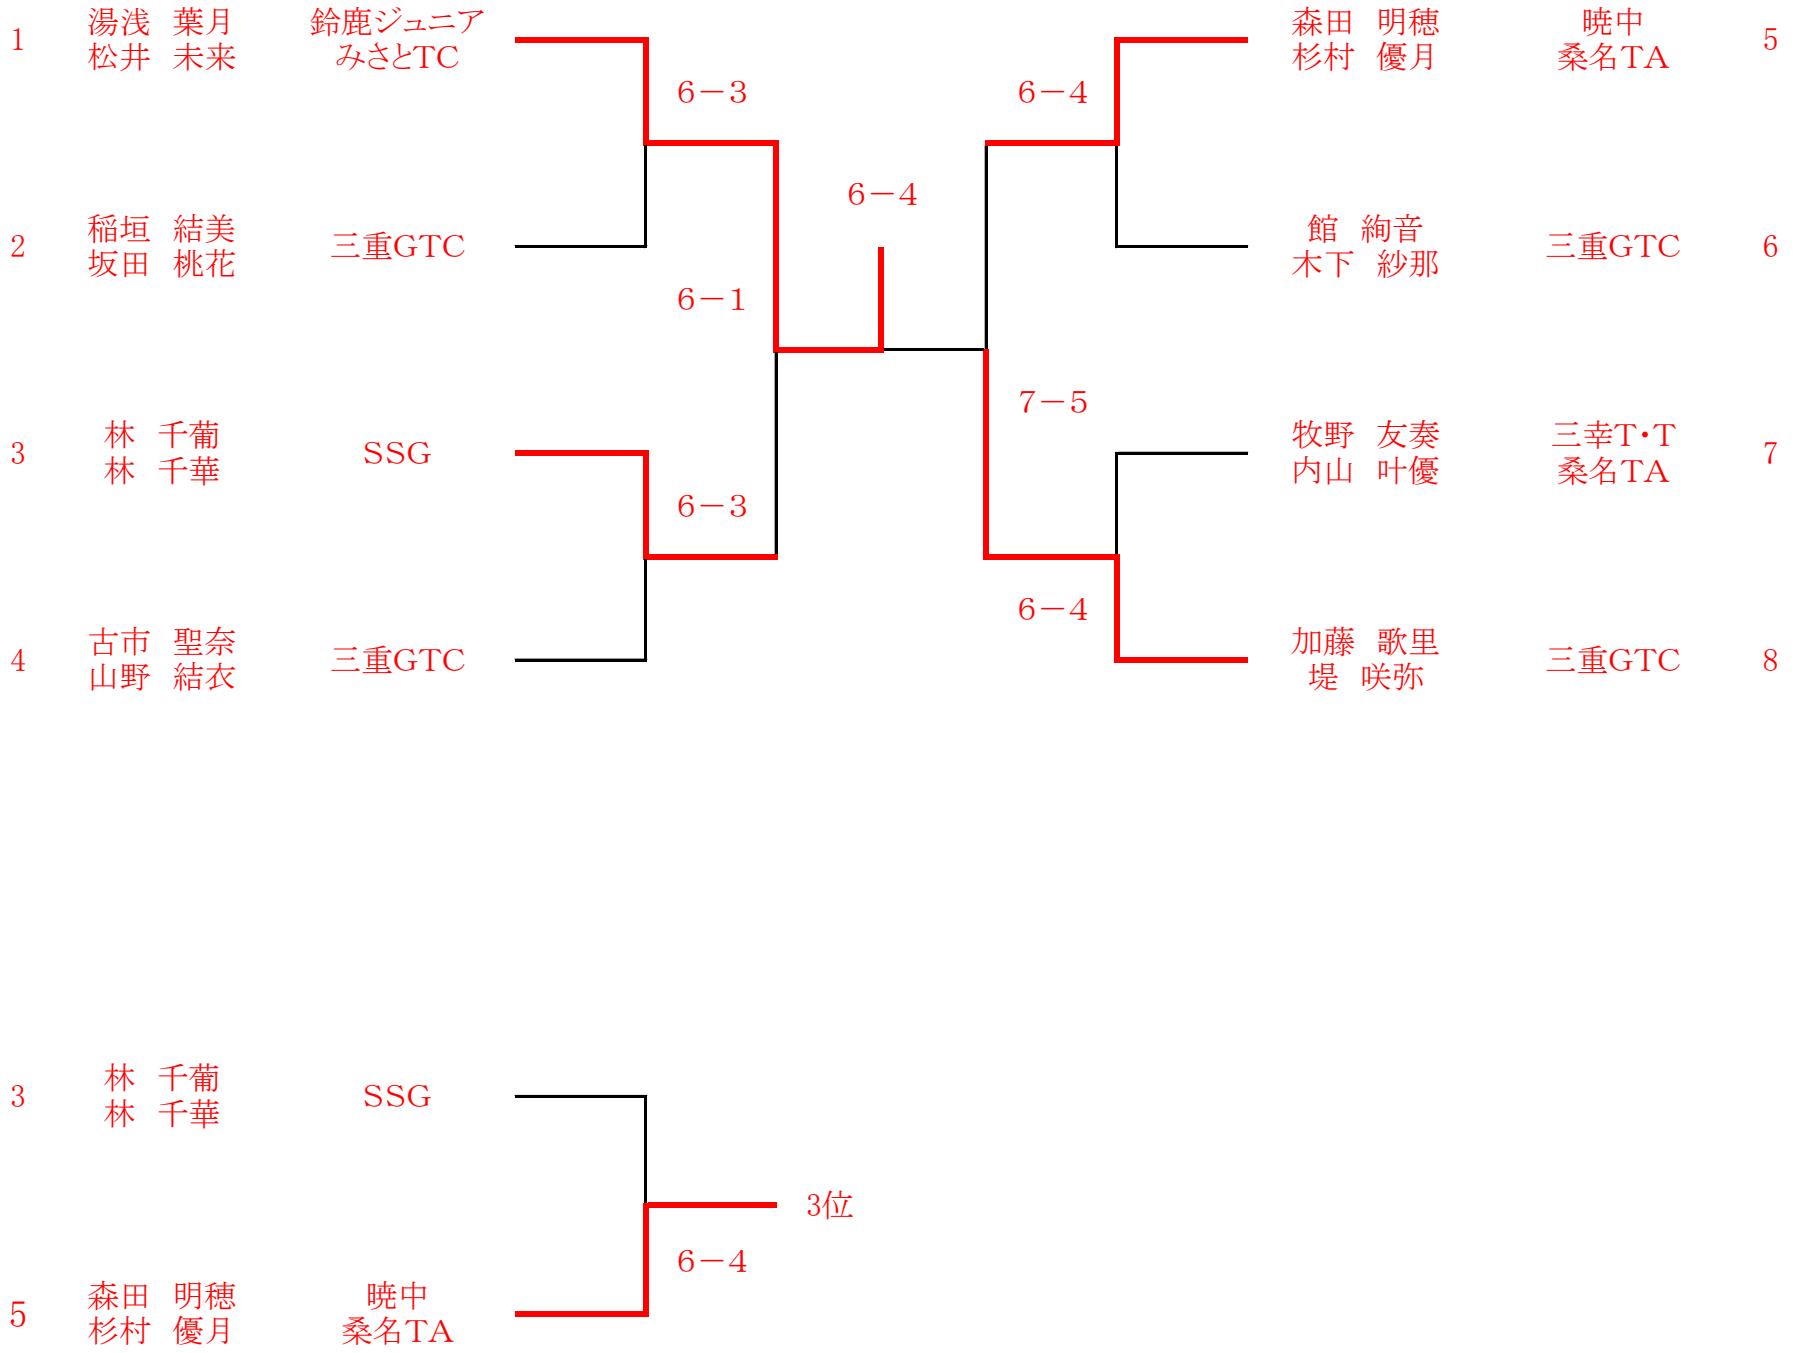 1 湯浅 葉月 鈴鹿ジュニア
松井 未来 みさとTC
6－3
2 稲垣 結美 三重GTC
坂田 桃花
6－1
3 林 千葡 SSG
林 千華
6－3
4 古市 聖奈 三重GTC
山野 結衣
6－4
森田 明穂 暁中 5
杉村 優月 桑名TA
6－4
館 絢音 三重GTC 6
木下 紗那
7－5
牧野 友奏 三幸T・T 7
内山 叶優 桑名TA
6－4
加藤 歌里 三重GTC 8
堤 咲弥
3 林 千葡 SSG
林 千華
3位
6－4
5 森田 明穂 暁中
杉村 優月 桑名TA